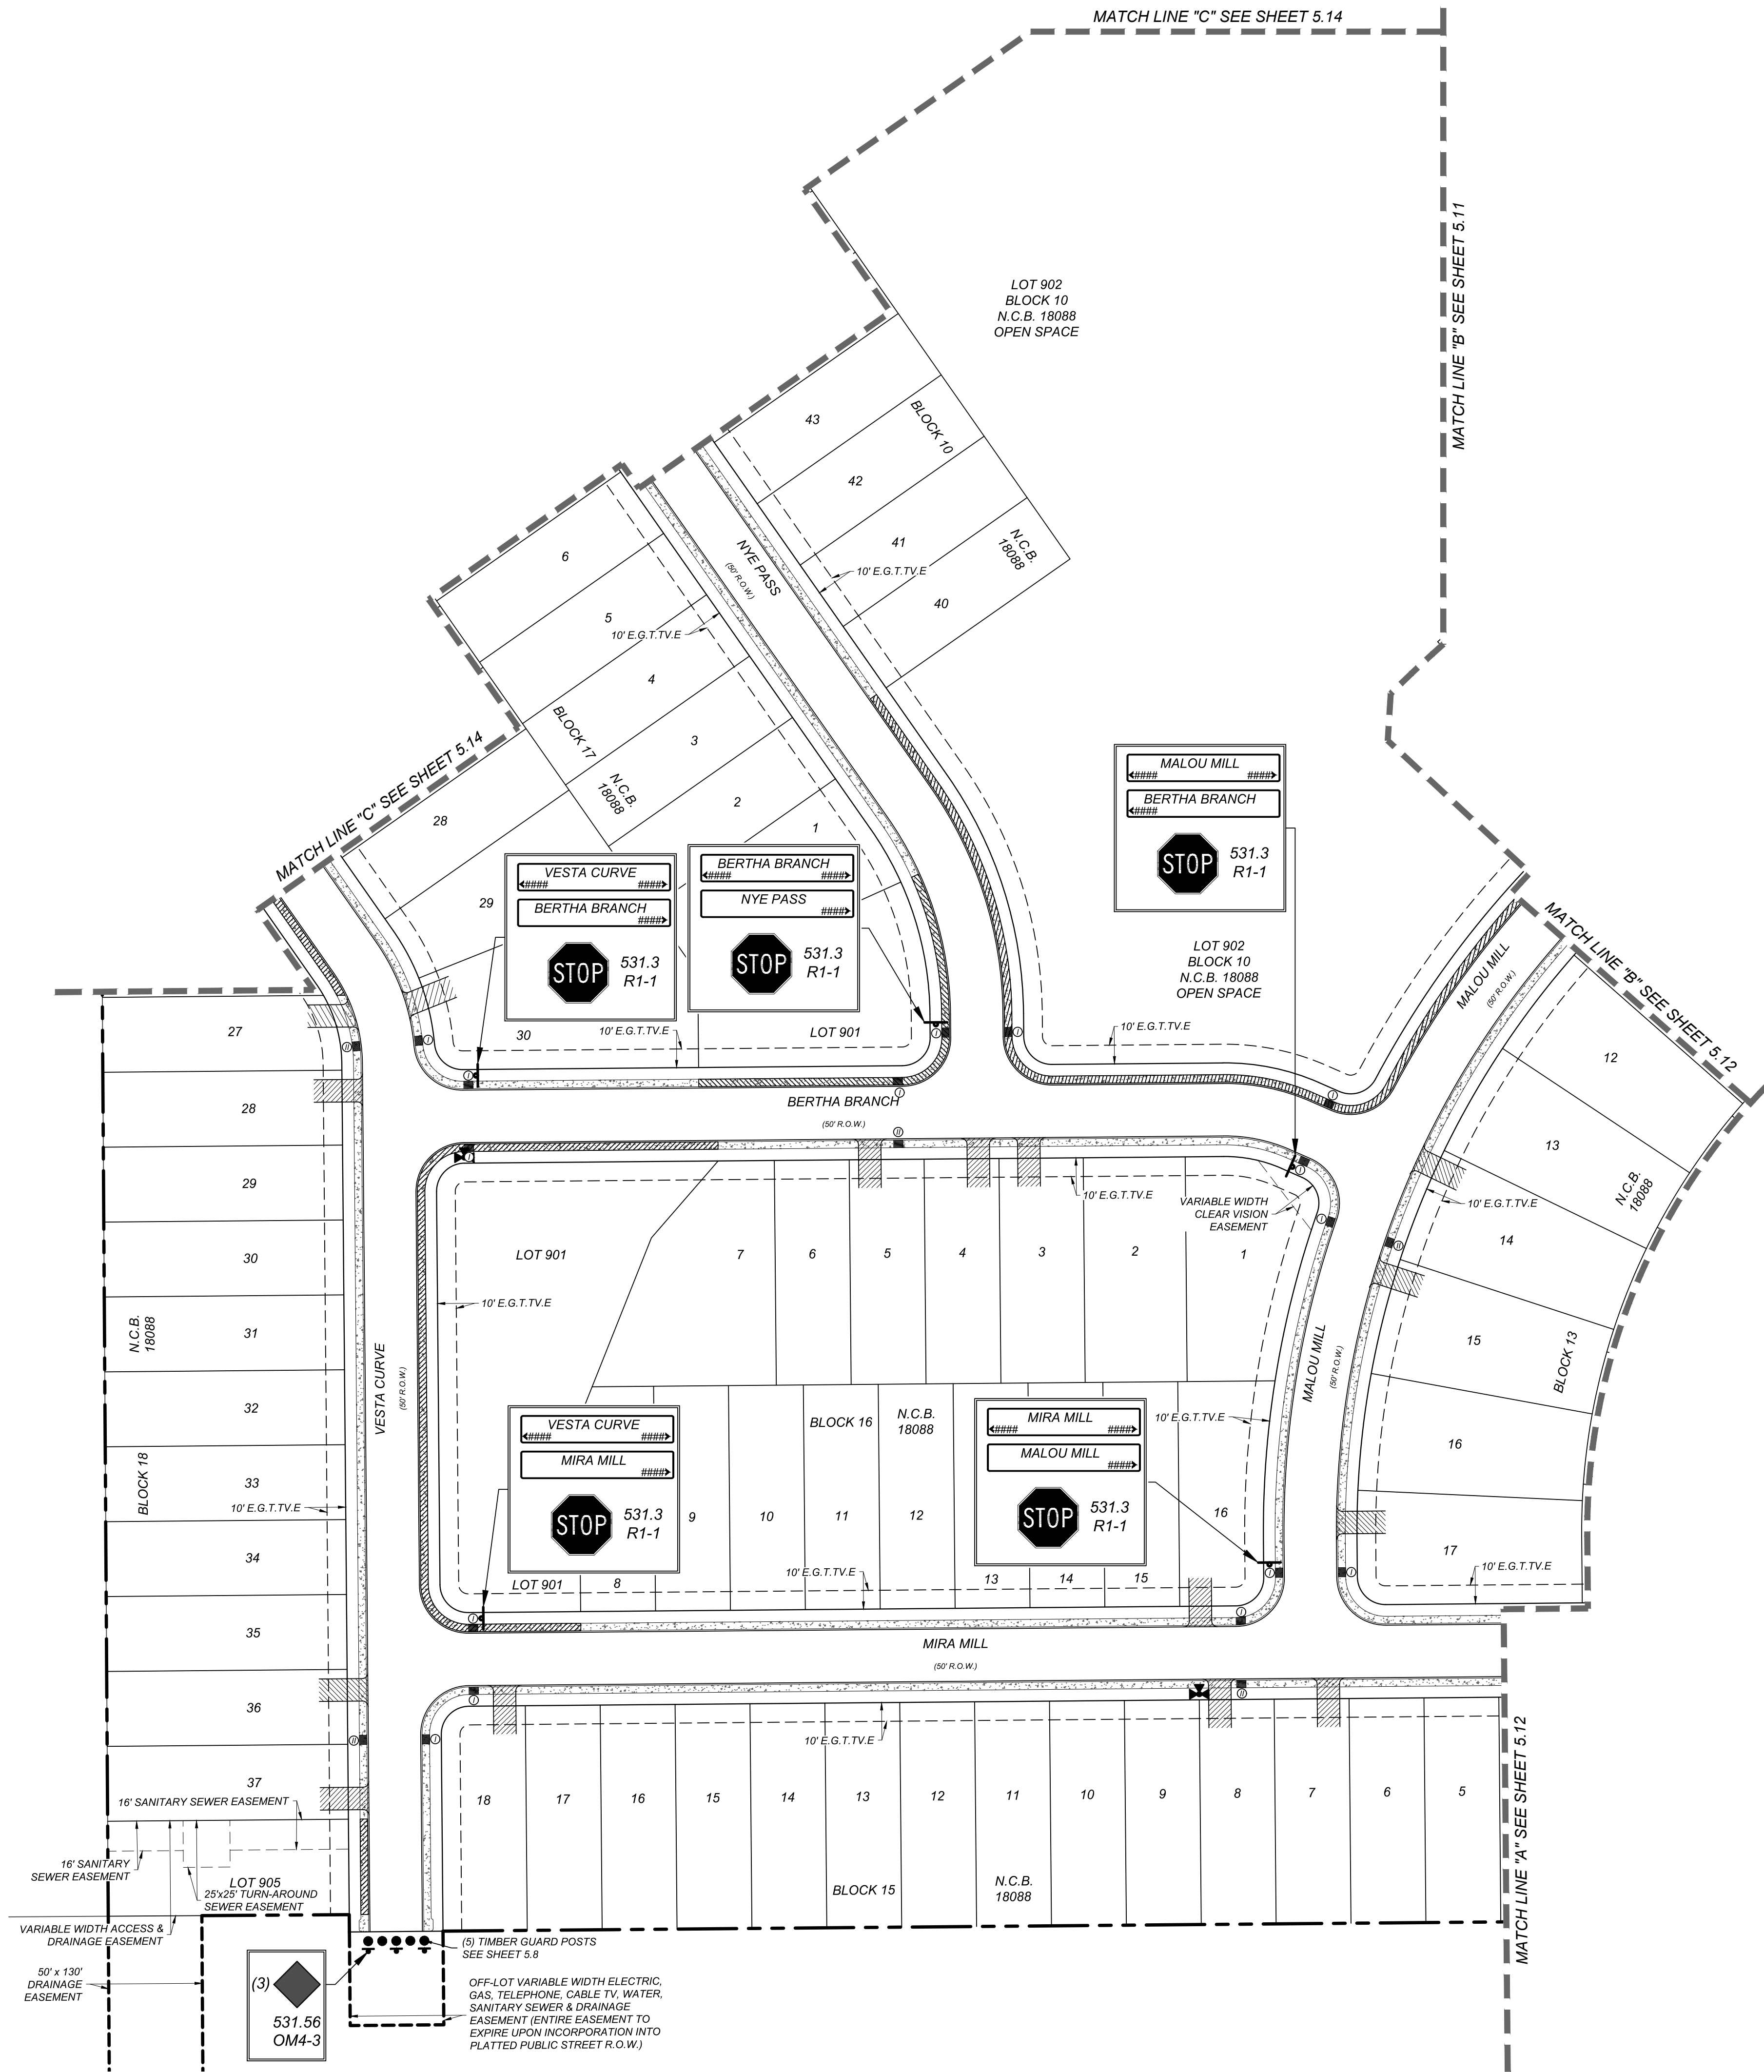 MATCH LINE "C" SEE SHEET 5.14
MATCH LINE "B" SEE SHEET 5.11
LOT 902
BLOCK 10
N.C.B. 18088
OPEN SPACE
43
BLOCK 10
42
41
N.C.B.
18088
10' E.G.T.TV.E
40
NYE PASS
(50' R.O.W.)
6
5
10' E.G.T.TV.E
4
BLOCK 17
3
N.C.B.
18088
2
1
MATCH LINE "C" SEE SHEET 5.14
28
29
VESTA CURVE
####
####
BERTHA BRANCH
####
STOP
531.3
R1-1
BERTHA BRANCH
####
####
NYE PASS
####
STOP
531.3
R1-1
MALOU MILL
####
####
BERTHA BRANCH
####
STOP
531.3
R1-1
LOT 902
BLOCK 10
N.C.B. 18088
OPEN SPACE
MALOU MILL
(50' R.O.W.)
MATCH LINE "B" SEE SHEET 5.12
30
10' E.G.T.TV.E
LOT 901
10' E.G.T.TV.E
I
I
I
I
I
I
I
BERTHA BRANCH
(50' R.O.W.)
27
II
28
29
30
31
N.C.B.
18088
32
33
BLOCK 18
10' E.G.T.TV.E
34
35
36
II
37
VESTA CURVE
(50' R.O.W.)
I
II
I
I
10' E.G.T.TV.E
VARIABLE WIDTH
CLEAR VISION
EASEMENT
LOT 901
7
6
5
4
3
2
1
10' E.G.T.TV.E
BLOCK 16
N.C.B.
18088
10' E.G.T.TV.E
VESTA CURVE
####
####
MIRA MILL
####
STOP
531.3
R1-1
MIRA MILL
####
####
MALOU MILL
####
STOP
531.3
R1-1
9
10
11
12
16
LOT 901
8
10' E.G.T.TV.E
13
14
15
I
I
I
I
MALOU MILL
(50' R.O.W.)
12
13
N.C.B.
18088
10' E.G.T.TV.E
14
II
15
BLOCK 13
16
17
10' E.G.T.TV.E
MIRA MILL
(50' R.O.W.)
I
II
I
10' E.G.T.TV.E
18
17
16
15
14
13
12
11
10
9
8
7
6
5
BLOCK 15
N.C.B.
18088
MATCH LINE "A" SEE SHEET 5.12
16' SANITARY SEWER EASEMENT
16' SANITARY
SEWER EASEMENT
LOT 905
25'x25' TURN-AROUND
SEWER EASEMENT
VARIABLE WIDTH ACCESS &
DRAINAGE EASEMENT
50' x 130'
DRAINAGE
EASEMENT
(3)
531.56
OM4-3
(5) TIMBER GUARD POSTS
SEE SHEET 5.8
OFF-LOT VARIABLE WIDTH ELECTRIC,
GAS, TELEPHONE, CABLE TV, WATER,
SANITARY SEWER & DRAINAGE
EASEMENT (ENTIRE EASEMENT TO
EXPIRE UPON INCORPORATION INTO
PLATTED PUBLIC STREET R.O.W.)